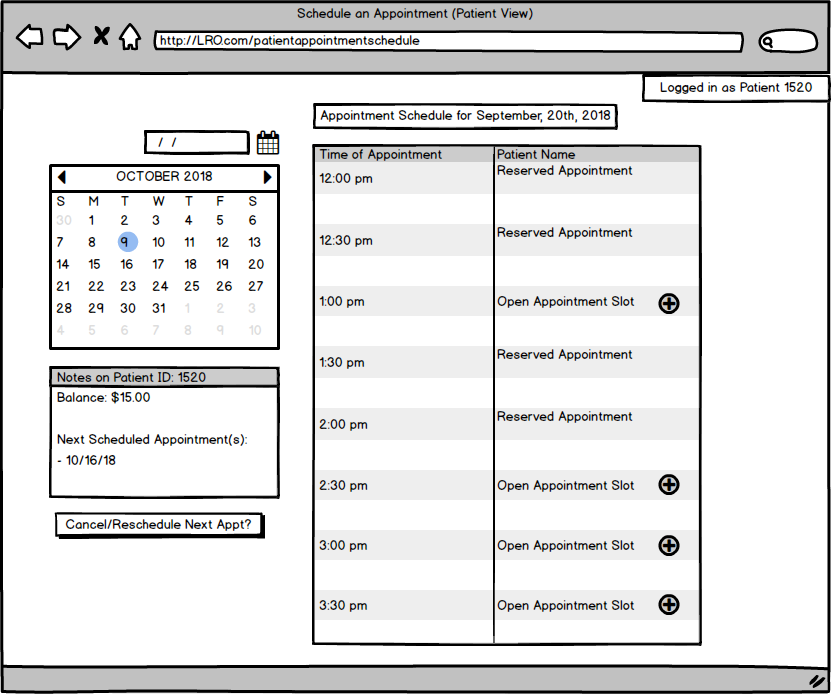 Schedule an Appointment (Patient View)
http://LRO.com/patientappointmentschedule
Logged in as Patient 1520
Appointment Schedule for September, 20th, 2018
/ /
OCTOBER 2018
S M T W T F S
30 1 2 3 4 5 6
7 8 9 10 11 12 13
14 15 16 17 18 19 20
21 22 23 24 25 26 27
28 29 30 31 1 2 3
4 5 6 7 8 9 10
Notes on Patient ID: 1520
Balance: $15.00
Next Scheduled Appointment(s):
- 10/16/18
Cancel/Reschedule Next Appt?
Time of Appointment Patient Name
12:00 pm Reserved Appointment
12:30 pm Reserved Appointment
1:00 pm Open Appointment Slot
1:30 pm Reserved Appointment
2:00 pm Reserved Appointment
2:30 pm Open Appointment Slot
3:00 pm Open Appointment Slot
3:30 pm Open Appointment Slot